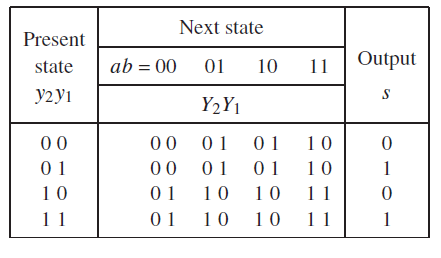 Present state y₂y₁ Next state Output s
ab = 00 01 10 11
Y₂Y₁
0 0 0 0 0 1 0 1 1 0 0
0 1 0 0 0 1 0 1 1 0 1
1 0 0 1 1 0 1 0 1 1 0
1 1 0 1 1 0 1 0 1 1 1